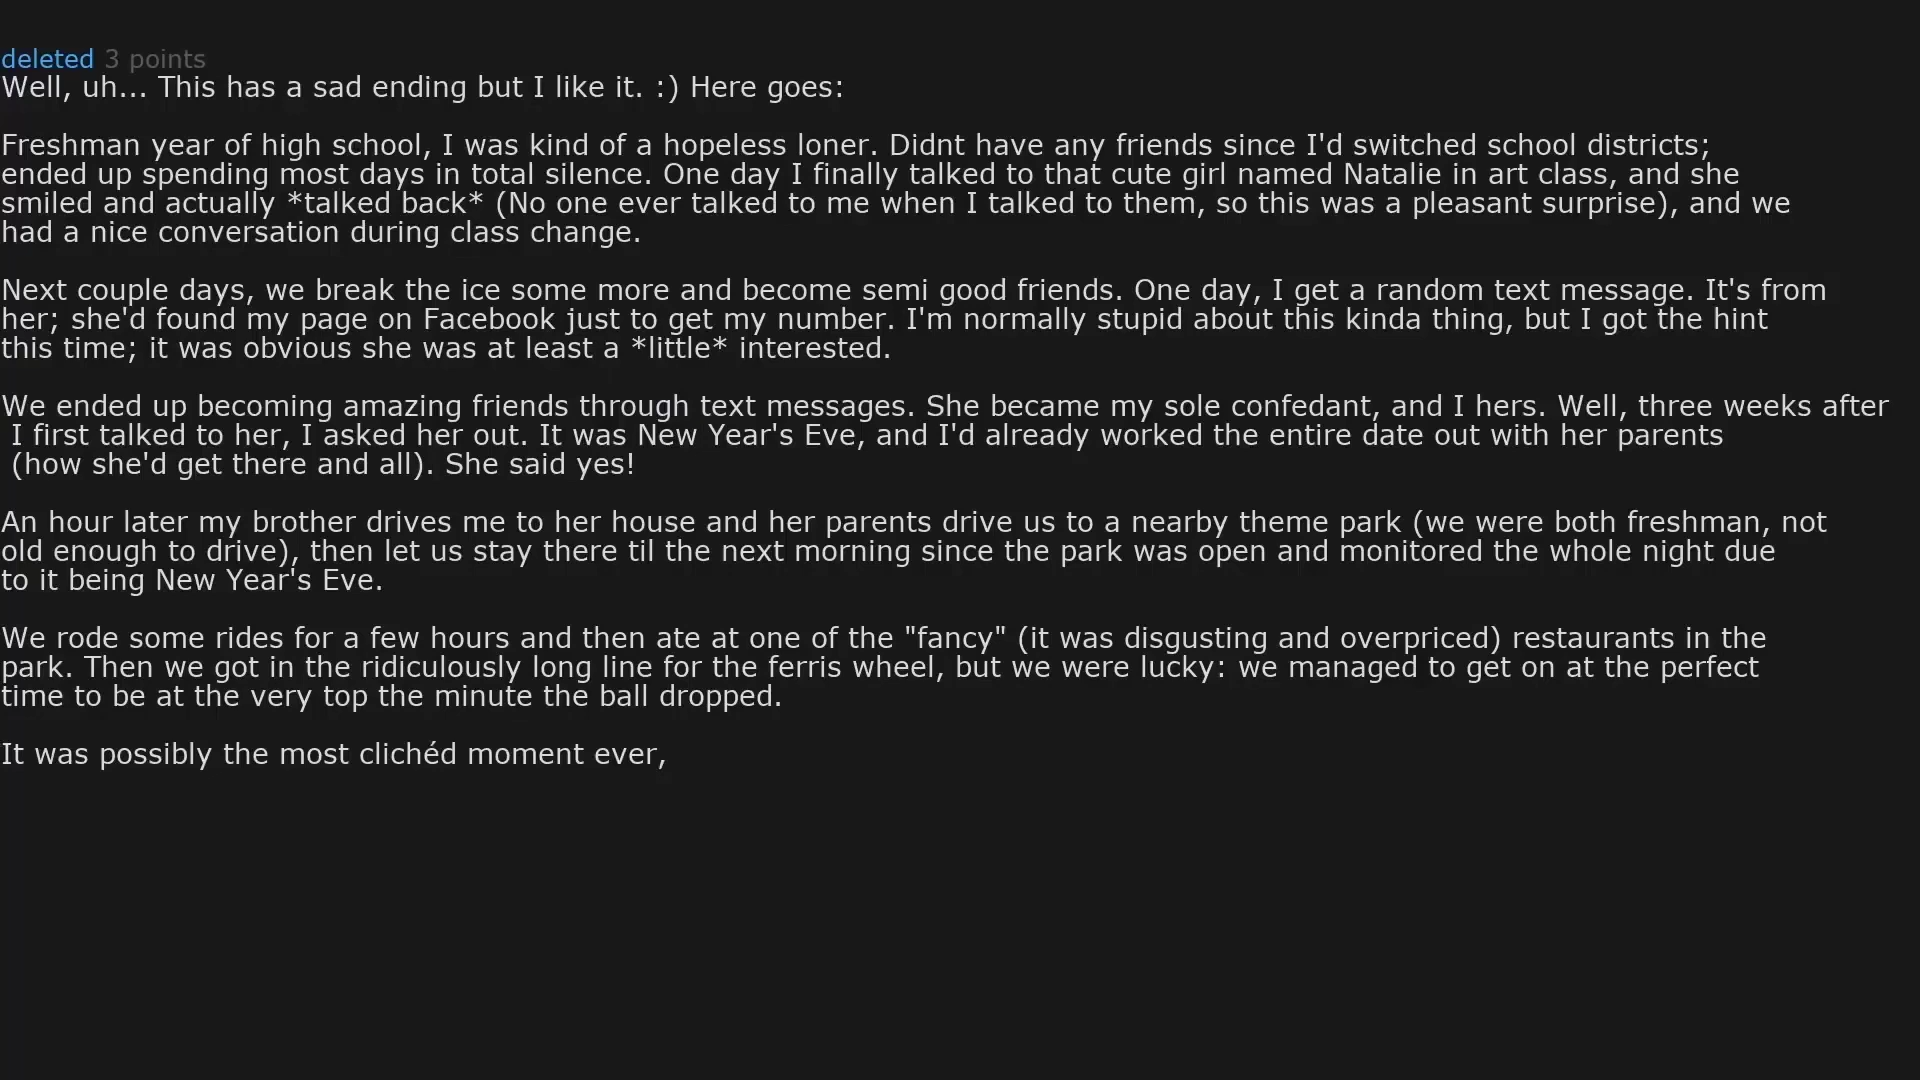 deleted 3 points
Well, uh... This has a sad ending but I like it. :) Here goes:
Freshman year of high school, I was kind of a hopeless loner. Didnt have any friends since I'd switched school districts;
ended up spending most days in total silence. One day I finally talked to that cute girl named Natalie in art class, and she
smiled and actually *talked back* (No one ever talked to me when I talked to them, so this was a pleasant surprise), and we
had a nice conversation during class change.
Next couple days, we break the ice some more and become semi good friends. One day, I get a random text message. It's from
her; she'd found my page on Facebook just to get my number. I'm normally stupid about this kinda thing, but I got the hint
this time; it was obvious she was at least a *little* interested.
We ended up becoming amazing friends through text messages. She became my sole confedant, and I hers. Well, three weeks after
I first talked to her, I asked her out. It was New Year's Eve, and I'd already worked the entire date out with her parents
(how she'd get there and all). She said yes!
An hour later my brother drives me to her house and her parents drive us to a nearby theme park (we were both freshman, not
old enough to drive), then let us stay there til the next morning since the park was open and monitored the whole night due
to it being New Year's Eve.
We rode some rides for a few hours and then ate at one of the "fancy" (it was disgusting and overpriced) restaurants in the
park. Then we got in the ridiculously long line for the ferris wheel, but we were lucky: we managed to get on at the perfect
time to be at the very top the minute the ball dropped.
It was possibly the most clichéd moment ever,